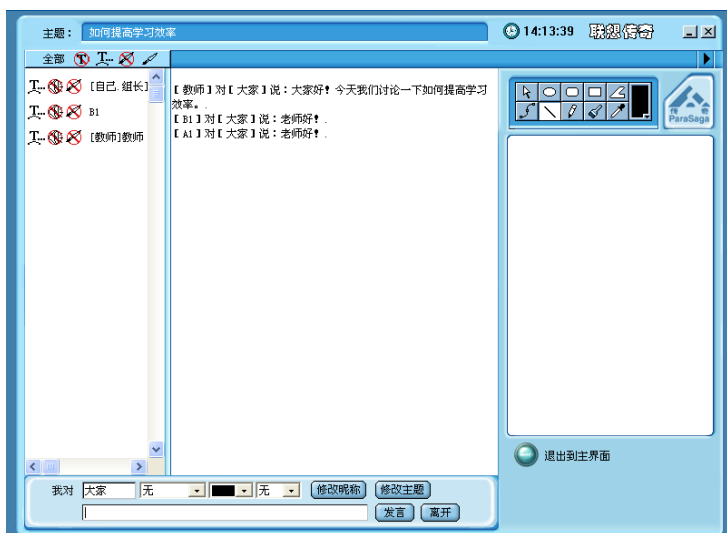 主题： 如何提高学习效率
14:13:39
联想传奇
全部
[自己.组长]
B1
[教师]教师
【 教师 】对【 大家 】说：大家好！今天我们讨论一下如何提高学习
效率。.
【 B1 】对【 大家 】说：老师好！.
【 A1 】对【 大家 】说：老师好！.
传奇
ParaSaga
退出到主界面
我对 大家 无 无 修改昵称 修改主题
发言 离开